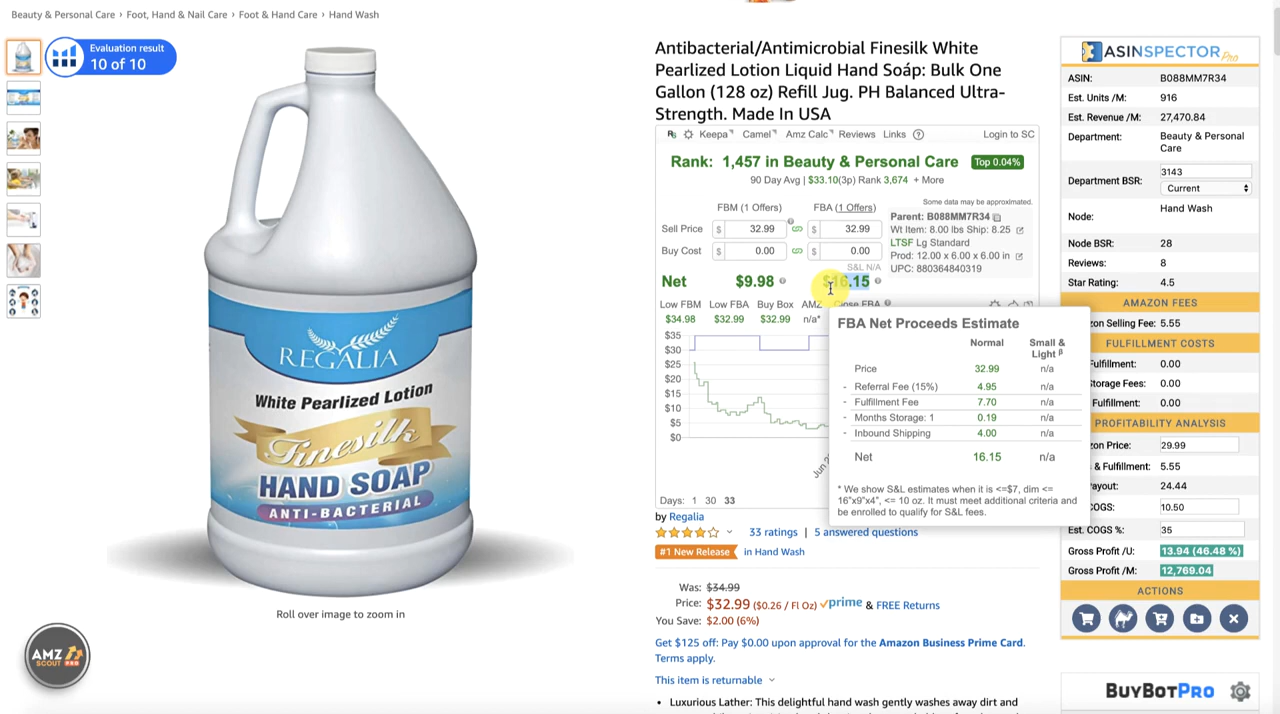 Beauty & Personal Care › Foot, Hand & Nail Care › Foot & Hand Care › Hand Wash
Evaluation result
10 of 10
REGALIA
White Pearlized Lotion
Finesilk
HAND SOAP
ANTI-BACTERIAL
Roll over image to zoom in
AMZ
SCOUT PRO
Antibacterial/Antimicrobial Finesilk White
Pearlized Lotion Liquid Hand Soáp: Bulk One
Gallon (128 oz) Refill Jug. PH Balanced Ultra-
Strength. Made In USA
Keepa Camel Amz Calc Reviews Links ? Login to SC
Rank: 1,457 in Beauty & Personal Care Top 0.04%
90 Day Avg | $33.10(3p) Rank 3,674 + More
Some data may be approximated.
FBM (1 Offers) FBA (1 Offers)
Sell Price $ 32.99 $ 32.99
Buy Cost $ 0.00 $ 0.00
S&L N/A
Net $9.98 $16.15
Parent: B088MM7R34
Wt Item: 8.00 lbs Ship: 8.25
LTSF Lg Standard
Prod: 12.00 x 6.00 x 6.00 in
UPC: 880364840319
Low FBM Low FBA Buy Box AMZ Close FBA
$34.98 $32.99 $32.99 n/a*
$35
$30
$25
$20
$15
$10
$5
$0
Jun
Days: 1 30 33
FBA Net Proceeds Estimate
Normal Small &
Light β
Price 32.99 n/a
- Referral Fee (15%) 4.95 n/a
- Fulfillment Fee 7.70 n/a
- Months Storage: 1 0.19 n/a
- Inbound Shipping 4.00 n/a
Net 16.15 n/a
* We show S&L estimates when it is <=$7, dim <=
16"x9"x4", <= 10 oz. It must meet additional criteria and
be enrolled to qualify for S&L fees.
by Regalia
33 ratings | 5 answered questions
#1 New Release in Hand Wash
Was: $34.99
Price: $32.99 ($0.26 / Fl Oz) prime & FREE Returns
You Save: $2.00 (6%)
Get $125 off: Pay $0.00 upon approval for the Amazon Business Prime Card.
Terms apply.
This item is returnable
• Luxurious Lather: This delightful hand wash gently washes away dirt and
ASINSPECTOR Pro
ASIN: B088MM7R34
Est. Units /M: 916
Est. Revenue /M: 27,470.84
Department: Beauty & Personal
Care
Department BSR: 3143
Current
Node: Hand Wash
Node BSR: 28
Reviews: 8
Star Rating: 4.5
AMAZON FEES
zon Selling Fee: 5.55
FULFILLMENT COSTS
ulfillment: 0.00
torage Fees: 0.00
Fulfillment: 0.00
PROFITABILITY ANALYSIS
zon Price: 29.99
& Fulfillment: 5.55
ayout: 24.44
COGS: 10.50
Est. COGS %: 35
Gross Profit /U: 13.94 (46.48 %)
Gross Profit /M: 12,769.04
ACTIONS
BUYBOTPRO